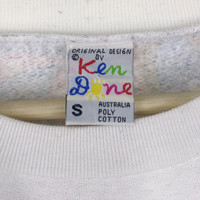 ORIGINAL DESIGN
© BY
Ken
Done
S AUSTRALIA
POLY
COTTON